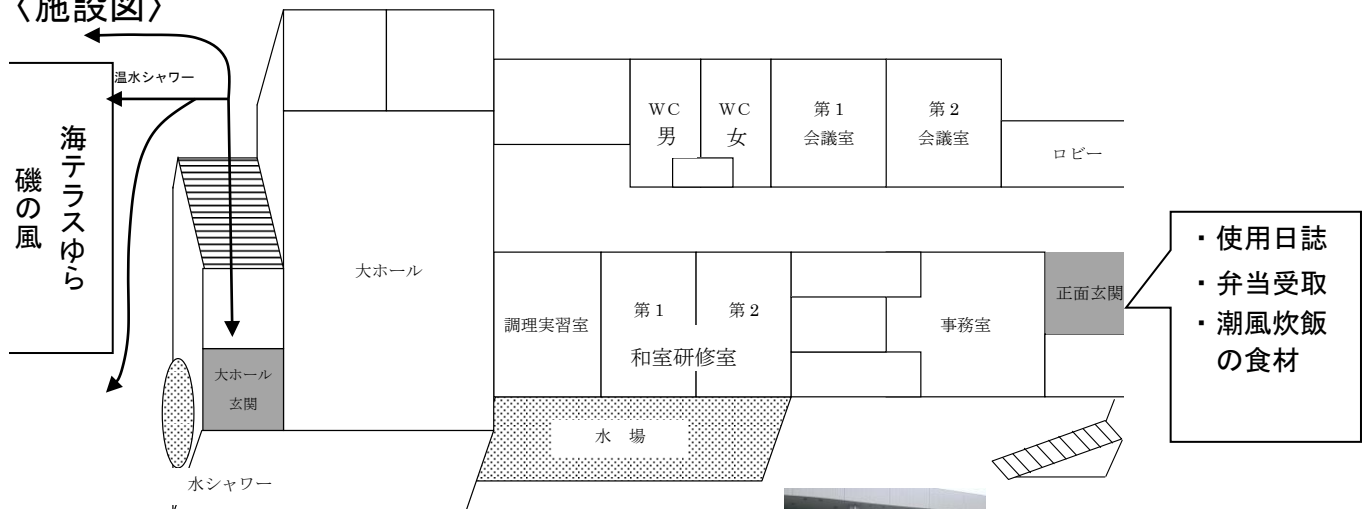 〈施設図〉
温水シャワー
海テラスゆら
磯の風
WC
男
WC
女
第1
会議室
第2
会議室
ロビー
大ホール
調理実習室
第1
第2
和室研修室
事務室
正面玄関
・使用日誌
・弁当受取
・潮風炊飯
の食材
大ホール
玄関
水 場
水シャワー